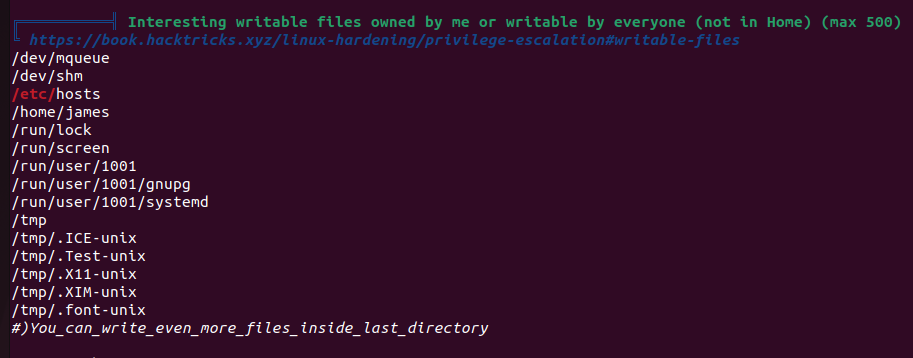 ╔══════════╣ Interesting writable files owned by me or writable by everyone (not in Home) (max 500)
╚ https://book.hacktricks.xyz/linux-hardening/privilege-escalation#writable-files
/dev/mqueue
/dev/shm
/etc/hosts
/home/james
/run/lock
/run/screen
/run/user/1001
/run/user/1001/gnupg
/run/user/1001/systemd
/tmp
/tmp/.ICE-unix
/tmp/.Test-unix
/tmp/.X11-unix
/tmp/.XIM-unix
/tmp/.font-unix
#)You_can_write_even_more_files_inside_last_directory